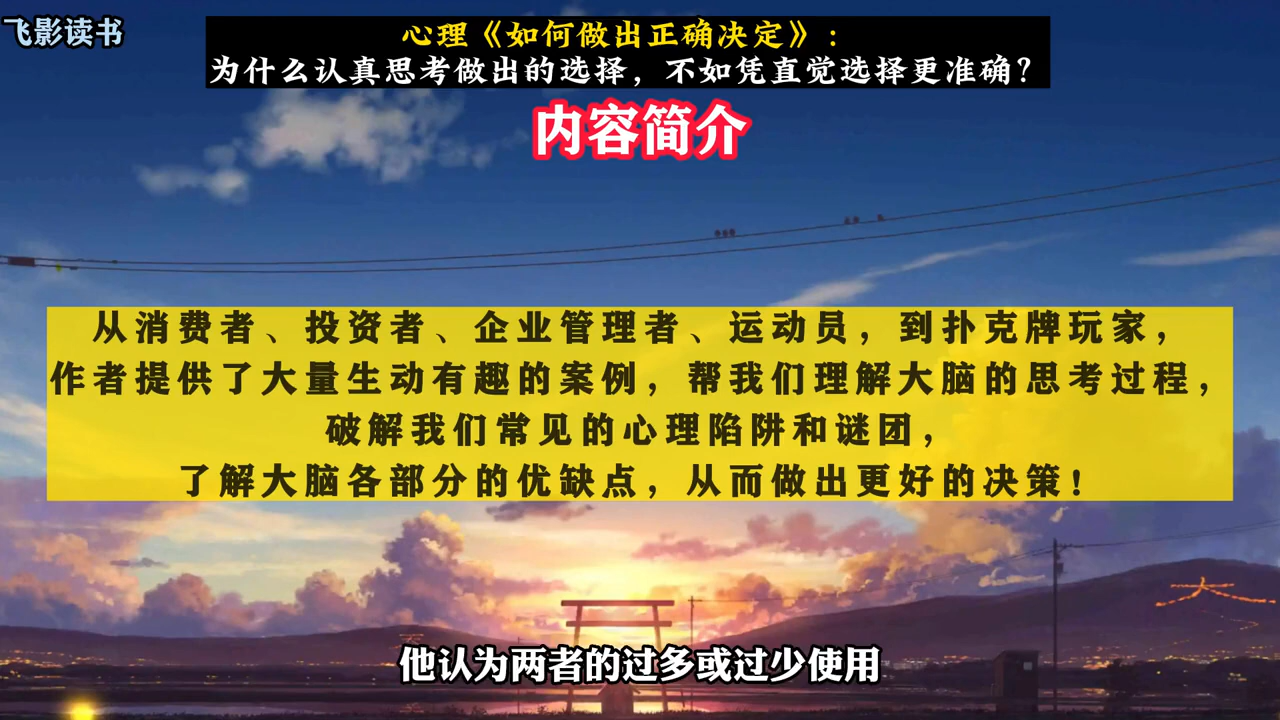 飞影读书
心理《如何做出正确决定》：
为什么认真思考做出的选择，不如凭直觉选择更准确？
内容简介
从消费者、投资者、企业管理者、运动员，到扑克牌玩家，
作者提供了大量生动有趣的案例，帮我们理解大脑的思考过程，
破解我们常见的心理陷阱和谜团，
了解大脑各部分的优缺点，从而做出更好的决策！
他认为两者的过多或过少使用